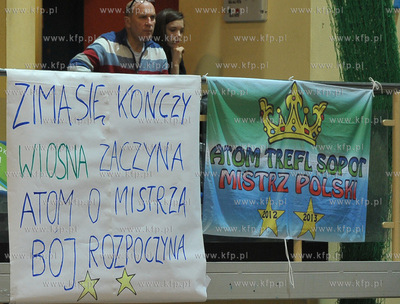 ZIMA SIĘ KOŃCZY
WIOSNA ZACZYNA
ATOM O MISTRZA
BÓJ ROZPOCZYNA
ATOM TREFL SOPOT
MISTRZ POLSKI
2012 2013
www.kfp.pl